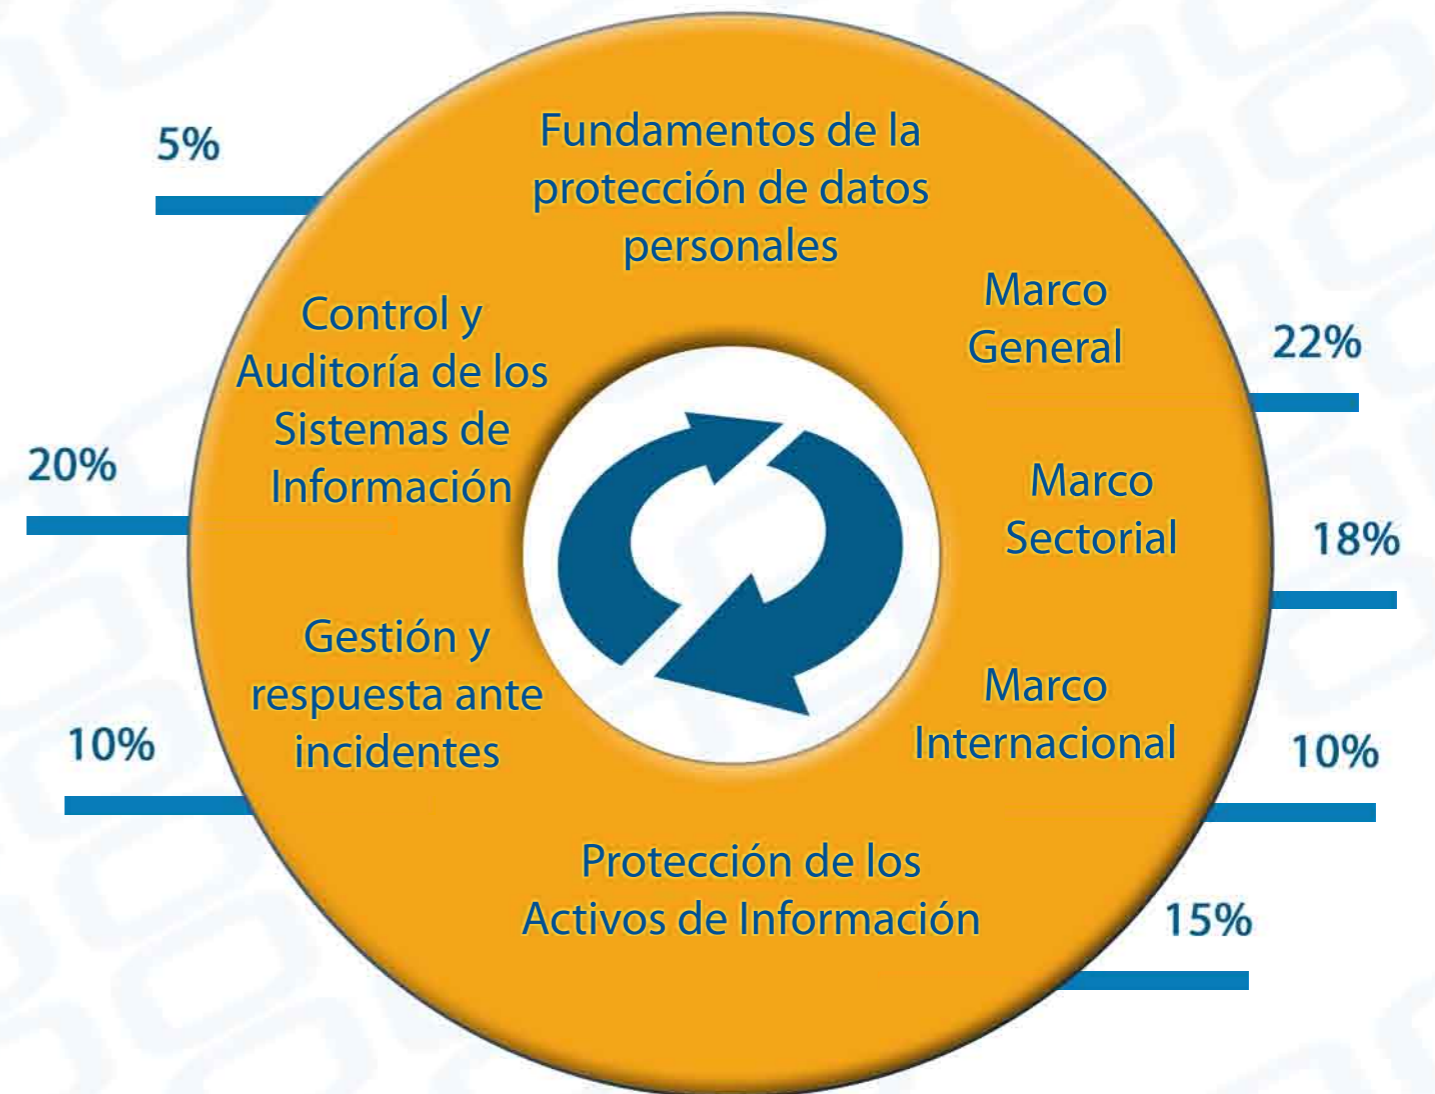 5%
Fundamentos de la
protección de datos
personales
Marco
General
22%
Marco
Sectorial
18%
Marco
Internacional
10%
Protección de los
Activos de Información
15%
Gestión y
respuesta ante
incidentes
10%
Control y
Auditoría de los
Sistemas de
Información
20%